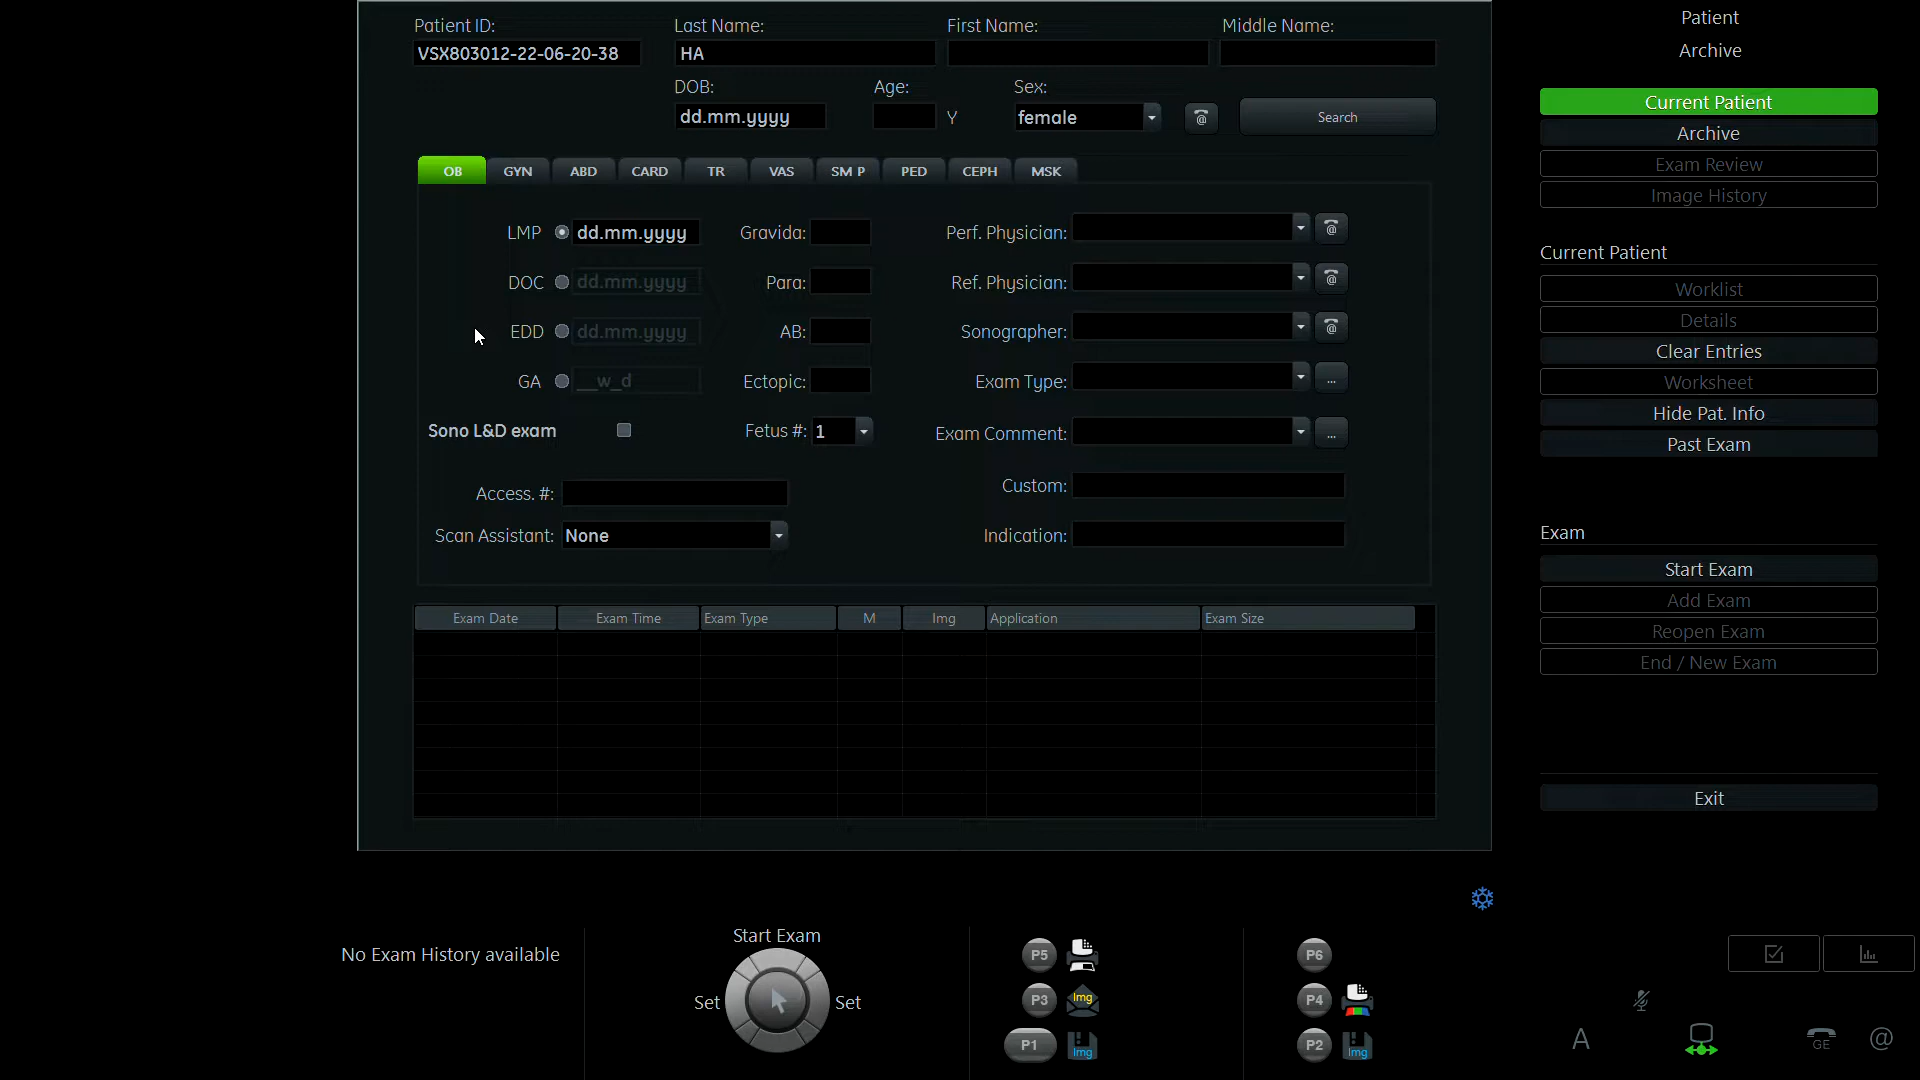 Patient ID: Last Name: First Name: Middle Name:
VSX803012-22-06-20-38 HA
DOB: Age: Sex:
dd.mm.yyyy Y female @ Search
OB GYN ABD CARD TR VAS SM P PED CEPH MSK
LMP dd.mm.yyyy Gravida: Perf. Physician: @
DOC dd.mm.yyyy Para: Ref. Physician: @
EDD dd.mm.yyyy AB: Sonographer: @
GA __w_d Ectopic: Exam Type: ...
Sono L&D exam Fetus #: 1 Exam Comment: ...
Access. #: Custom:
Scan Assistant: None Indication:
Exam Date Exam Time Exam Type M Img Application Exam Size
Patient
Archive
Current Patient
Archive
Exam Review
Image History
Current Patient
Worklist
Details
Clear Entries
Worksheet
Hide Pat. Info
Past Exam
Exam
Start Exam
Add Exam
Reopen Exam
End / New Exam
Exit
No Exam History available
Start Exam
Set Set
P5 P6
P3 Img P4
P1 Img P2 Img
A GE @